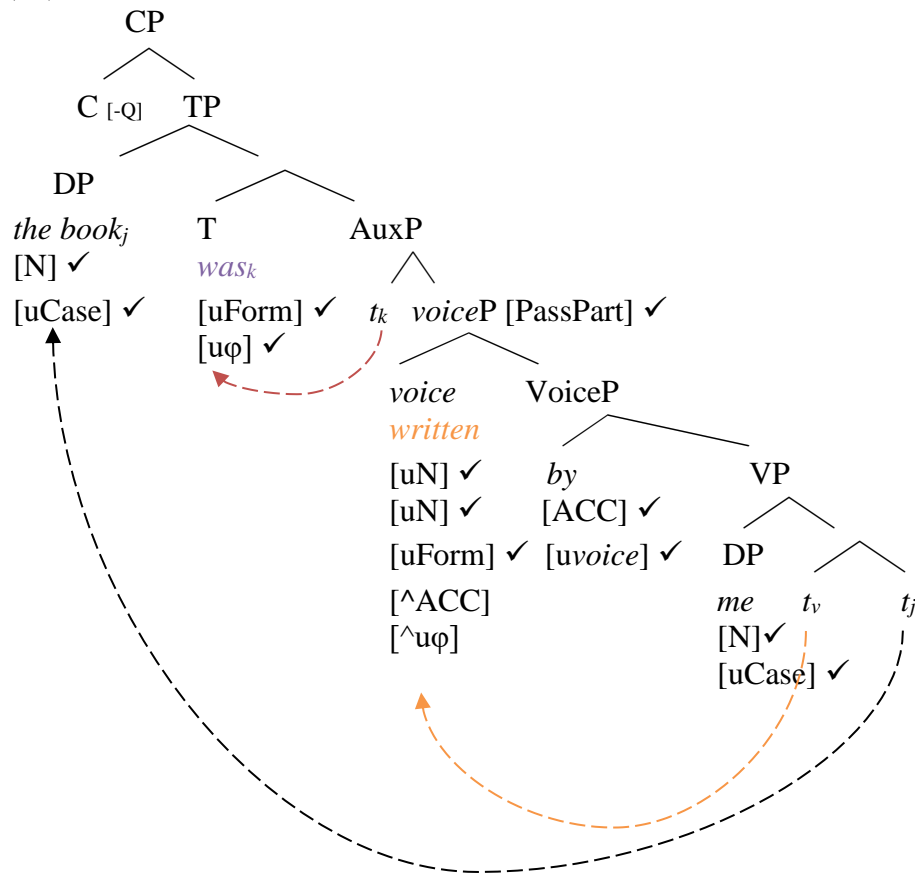 CP
C [-Q] TP
DP
the bookj T AuxP
[N] ✓ wask
[uCase] ✓ [uForm] ✓ tk voiceP [PassPart] ✓
[uφ] ✓
voice VoiceP
written
[uN] ✓ by VP
[uN] ✓ [ACC] ✓
[uForm] ✓ [uvoice] ✓ DP
[^ACC] me tv tj
[^uφ] [N]✓
[uCase] ✓